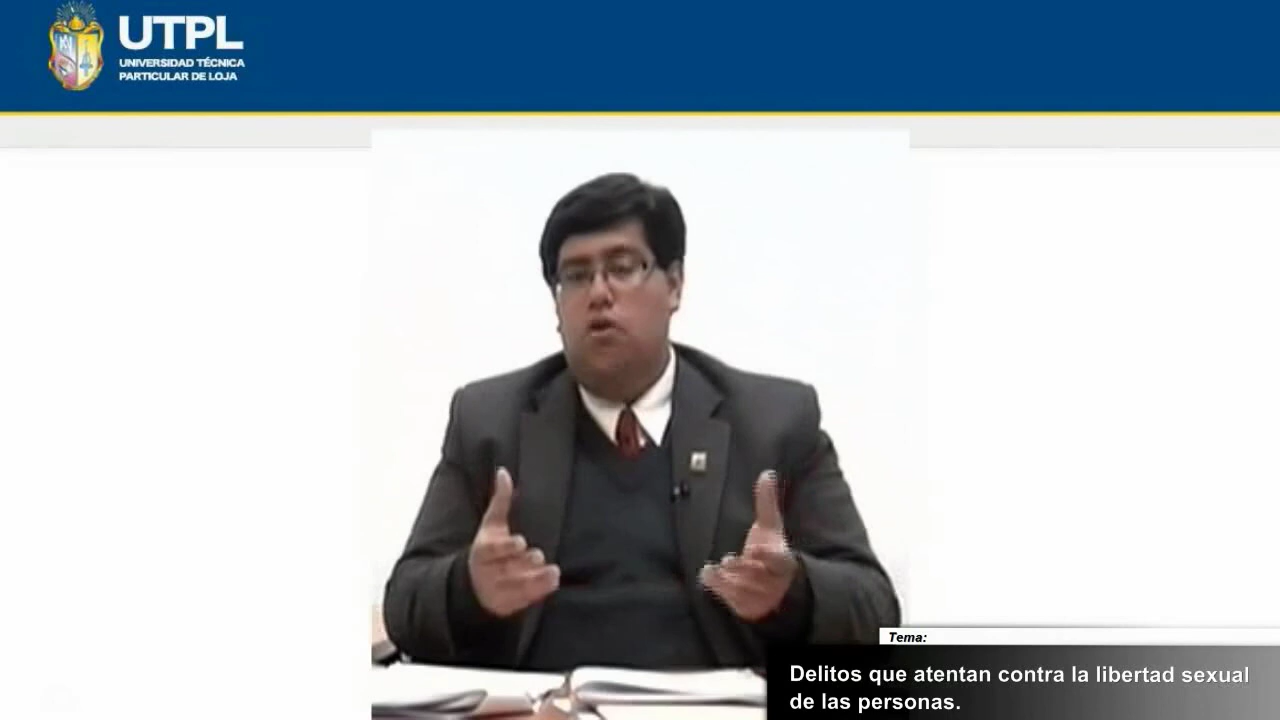 UTPL
UNIVERSIDAD TÉCNICA
PARTICULAR DE LOJA
Tema:
Delitos que atentan contra la libertad sexual
de las personas.